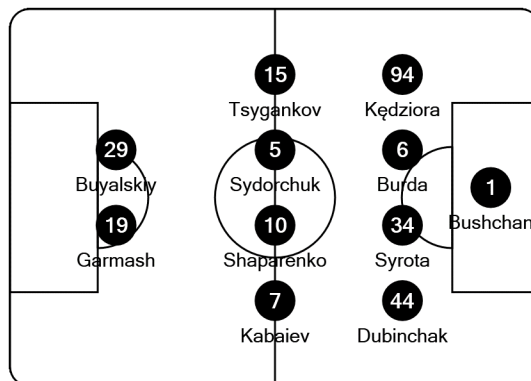 15
Tsygankov
94
Kędziora
29
Buyalskiy
5
Sydorchuk
6
Burda
1
Bushchan
19
Garmash
10
Shaparenko
34
Syrota
7
Kabaiev
44
Dubinchak